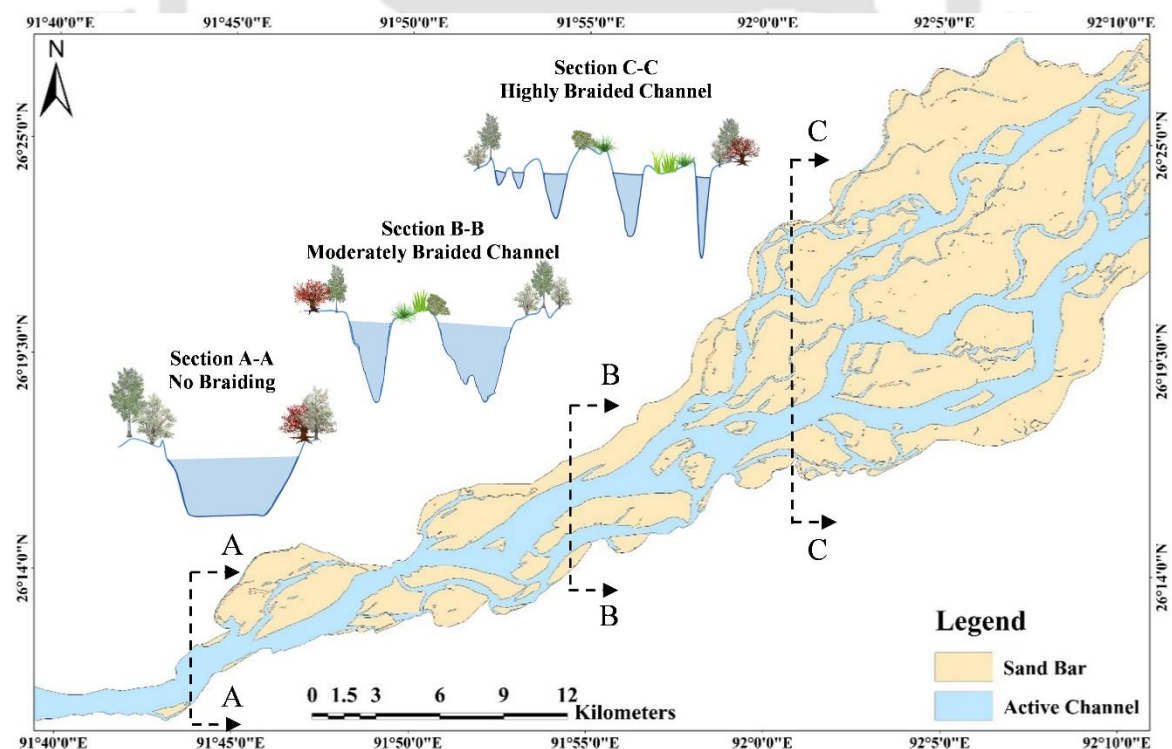 91°40'0"E 91°45'0"E 91°50'0"E 91°55'0"E 92°0'0"E 92°5'0"E 92°10'0"E
N
Section C-C
Highly Braided Channel
C
26°25'0"N
26°25'0"N
Section B-B
Moderately Braided Channel
26°19'30"N
26°19'30"N
Section A-A
No Braiding
B
A
C
B
26°14'0"N
26°14'0"N
Legend
Sand Bar
Active Channel
A
0 1.5 3 6 9 12
Kilometers
91°40'0"E 91°45'0"E 91°50'0"E 91°55'0"E 92°0'0"E 92°5'0"E 92°10'0"E